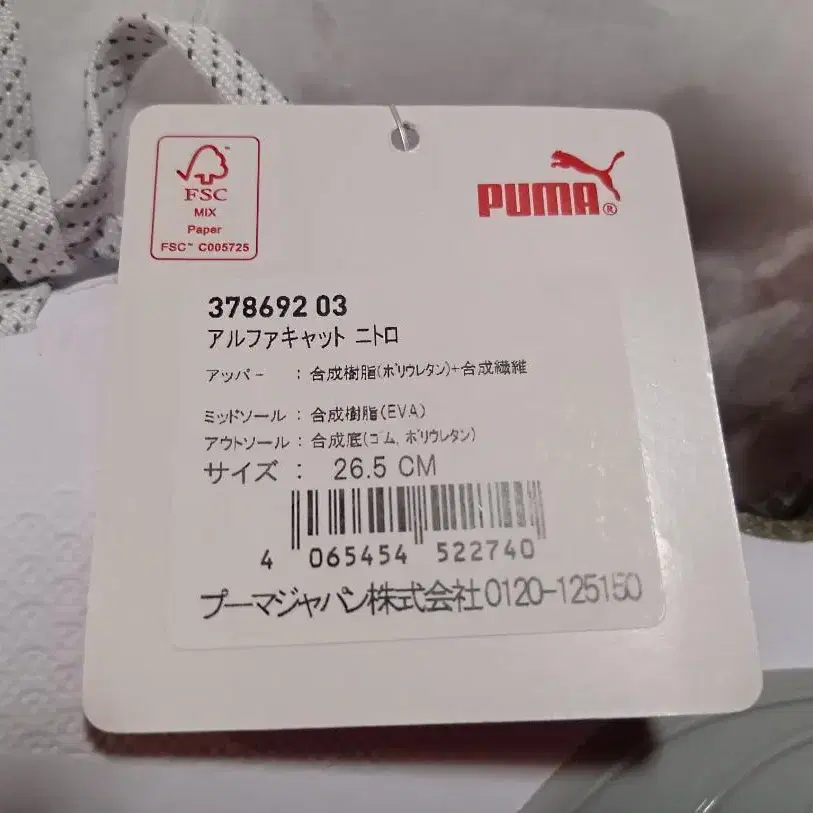 FSC
MIX
Paper
FSC™ C005725
PUMA®
378692 03
アルファキャット ニトロ
アッパー : 合成樹脂(ポリウレタン)+合成繊維
ミッドソール : 合成樹脂(EVA)
アウトソール : 合成底(ゴム、ポリウレタン)
サイズ : 26.5 CM
4 065454 522740
プーマジャパン株式会社0120-125150